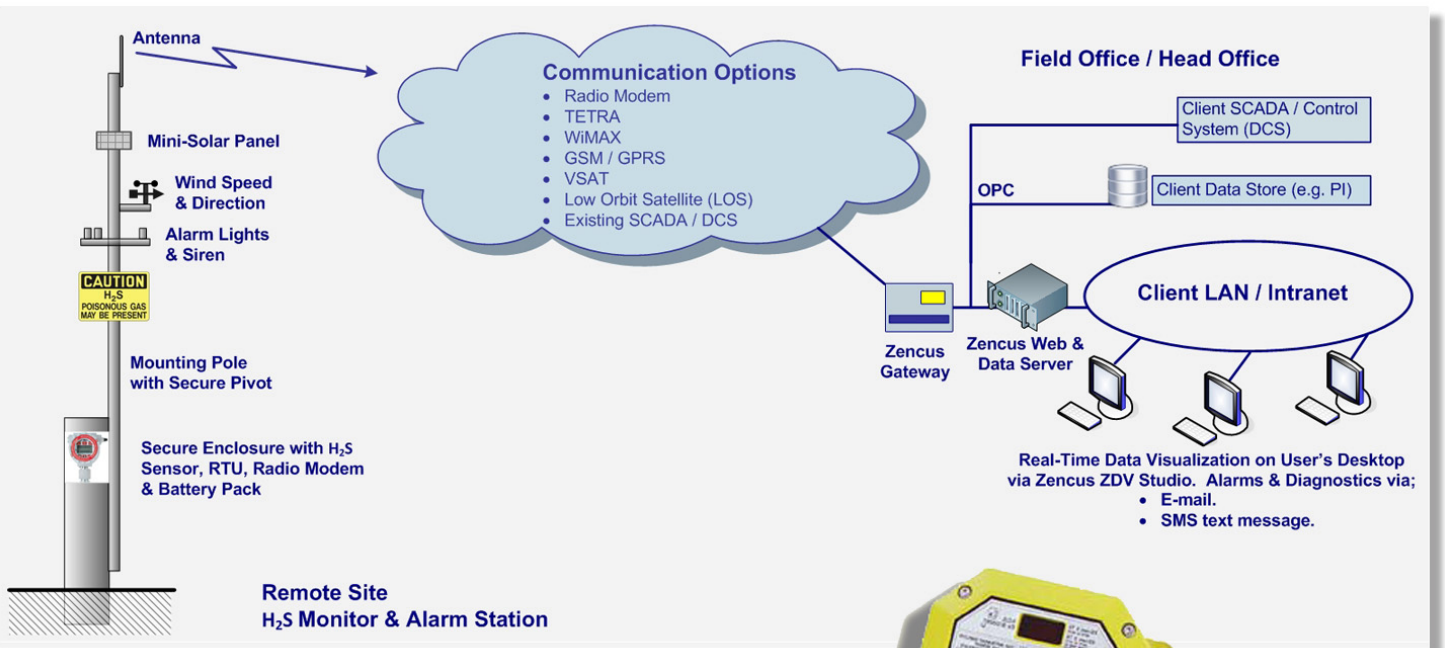 Antenna
Mini-Solar Panel
Wind Speed
& Direction
Alarm Lights
& Siren
CAUTION
H₂S
POISONOUS GAS
MAY BE PRESENT
Mounting Pole
with Secure Pivot
Secure Enclosure with H₂S
Sensor, RTU, Radio Modem
& Battery Pack
Remote Site
H₂S Monitor & Alarm Station
Communication Options
• Radio Modem
• TETRA
• WiMAX
• GSM / GPRS
• VSAT
• Low Orbit Satellite (LOS)
• Existing SCADA / DCS
Field Office / Head Office
Client SCADA / Control
System (DCS)
OPC
Client Data Store (e.g. PI)
Client LAN / Intranet
Zencus
Gateway
Zencus Web &
Data Server
Real-Time Data Visualization on User's Desktop
via Zencus ZDV Studio.  Alarms & Diagnostics via;
• E-mail.
• SMS text message.